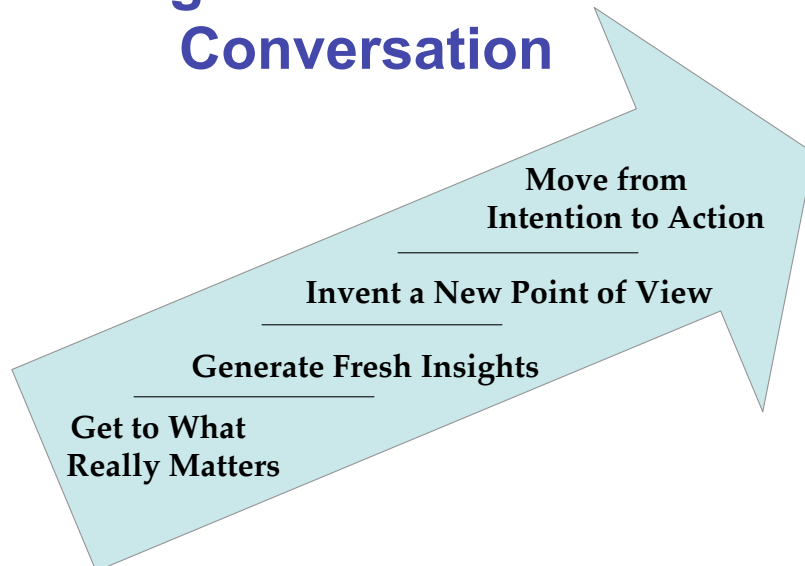 Conversation
Move from
Intention to Action
Invent a New Point of View
Generate Fresh Insights
Get to What
Really Matters